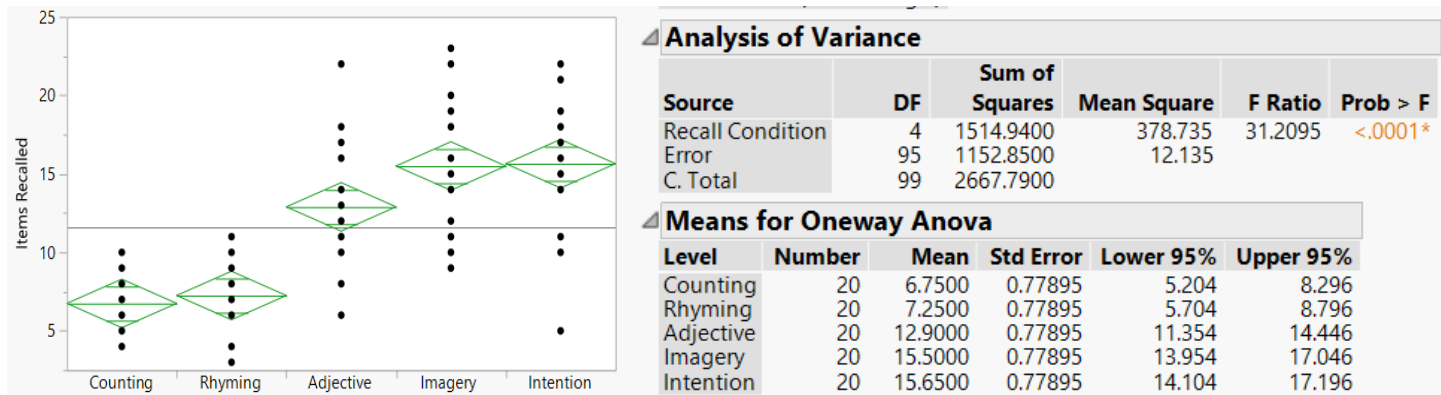 25
20
15
10
5
Items Recalled
Counting Rhyming Adjective Imagery Intention
Analysis of Variance
Sum of
Source DF Squares Mean Square F Ratio Prob > F
Recall Condition 4 1514.9400 378.735 31.2095 <.0001*
Error 95 1152.8500 12.135
C. Total 99 2667.7900
Means for Oneway Anova
Level Number Mean Std Error Lower 95% Upper 95%
Counting 20 6.7500 0.77895 5.204 8.296
Rhyming 20 7.2500 0.77895 5.704 8.796
Adjective 20 12.9000 0.77895 11.354 14.446
Imagery 20 15.5000 0.77895 13.954 17.046
Intention 20 15.6500 0.77895 14.104 17.196